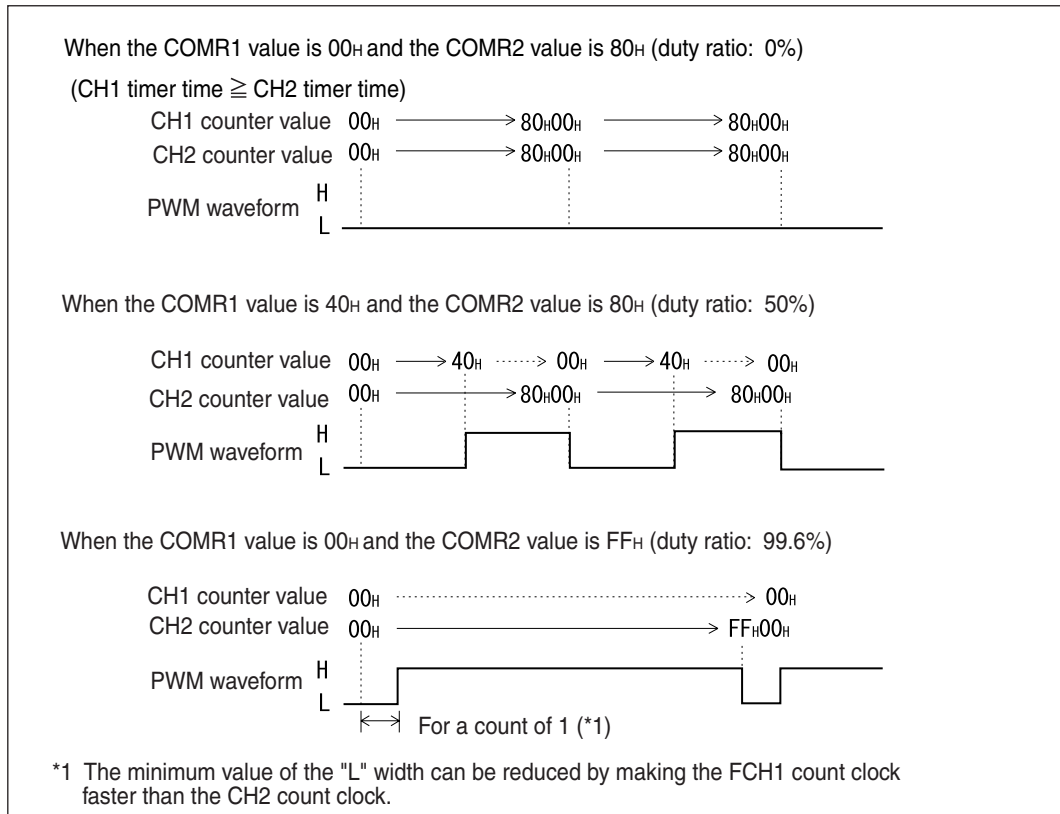 When the COMR1 value is 00H and the COMR2 value is 80H (duty ratio: 0%)
(CH1 timer time ≧ CH2 timer time)
CH1 counter value 00H 80H00H 80H00H
CH2 counter value 00H 80H00H 80H00H
H
PWM waveform
L
When the COMR1 value is 40H and the COMR2 value is 80H (duty ratio: 50%)
CH1 counter value 00H 40H 00H 40H 00H
CH2 counter value 00H 80H00H 80H00H
H
PWM waveform
L
When the COMR1 value is 00H and the COMR2 value is FFH (duty ratio: 99.6%)
CH1 counter value 00H 00H
CH2 counter value 00H FFH00H
H
PWM waveform
L
For a count of 1 (*1)
*1 The minimum value of the "L" width can be reduced by making the FCH1 count clock
faster than the CH2 count clock.